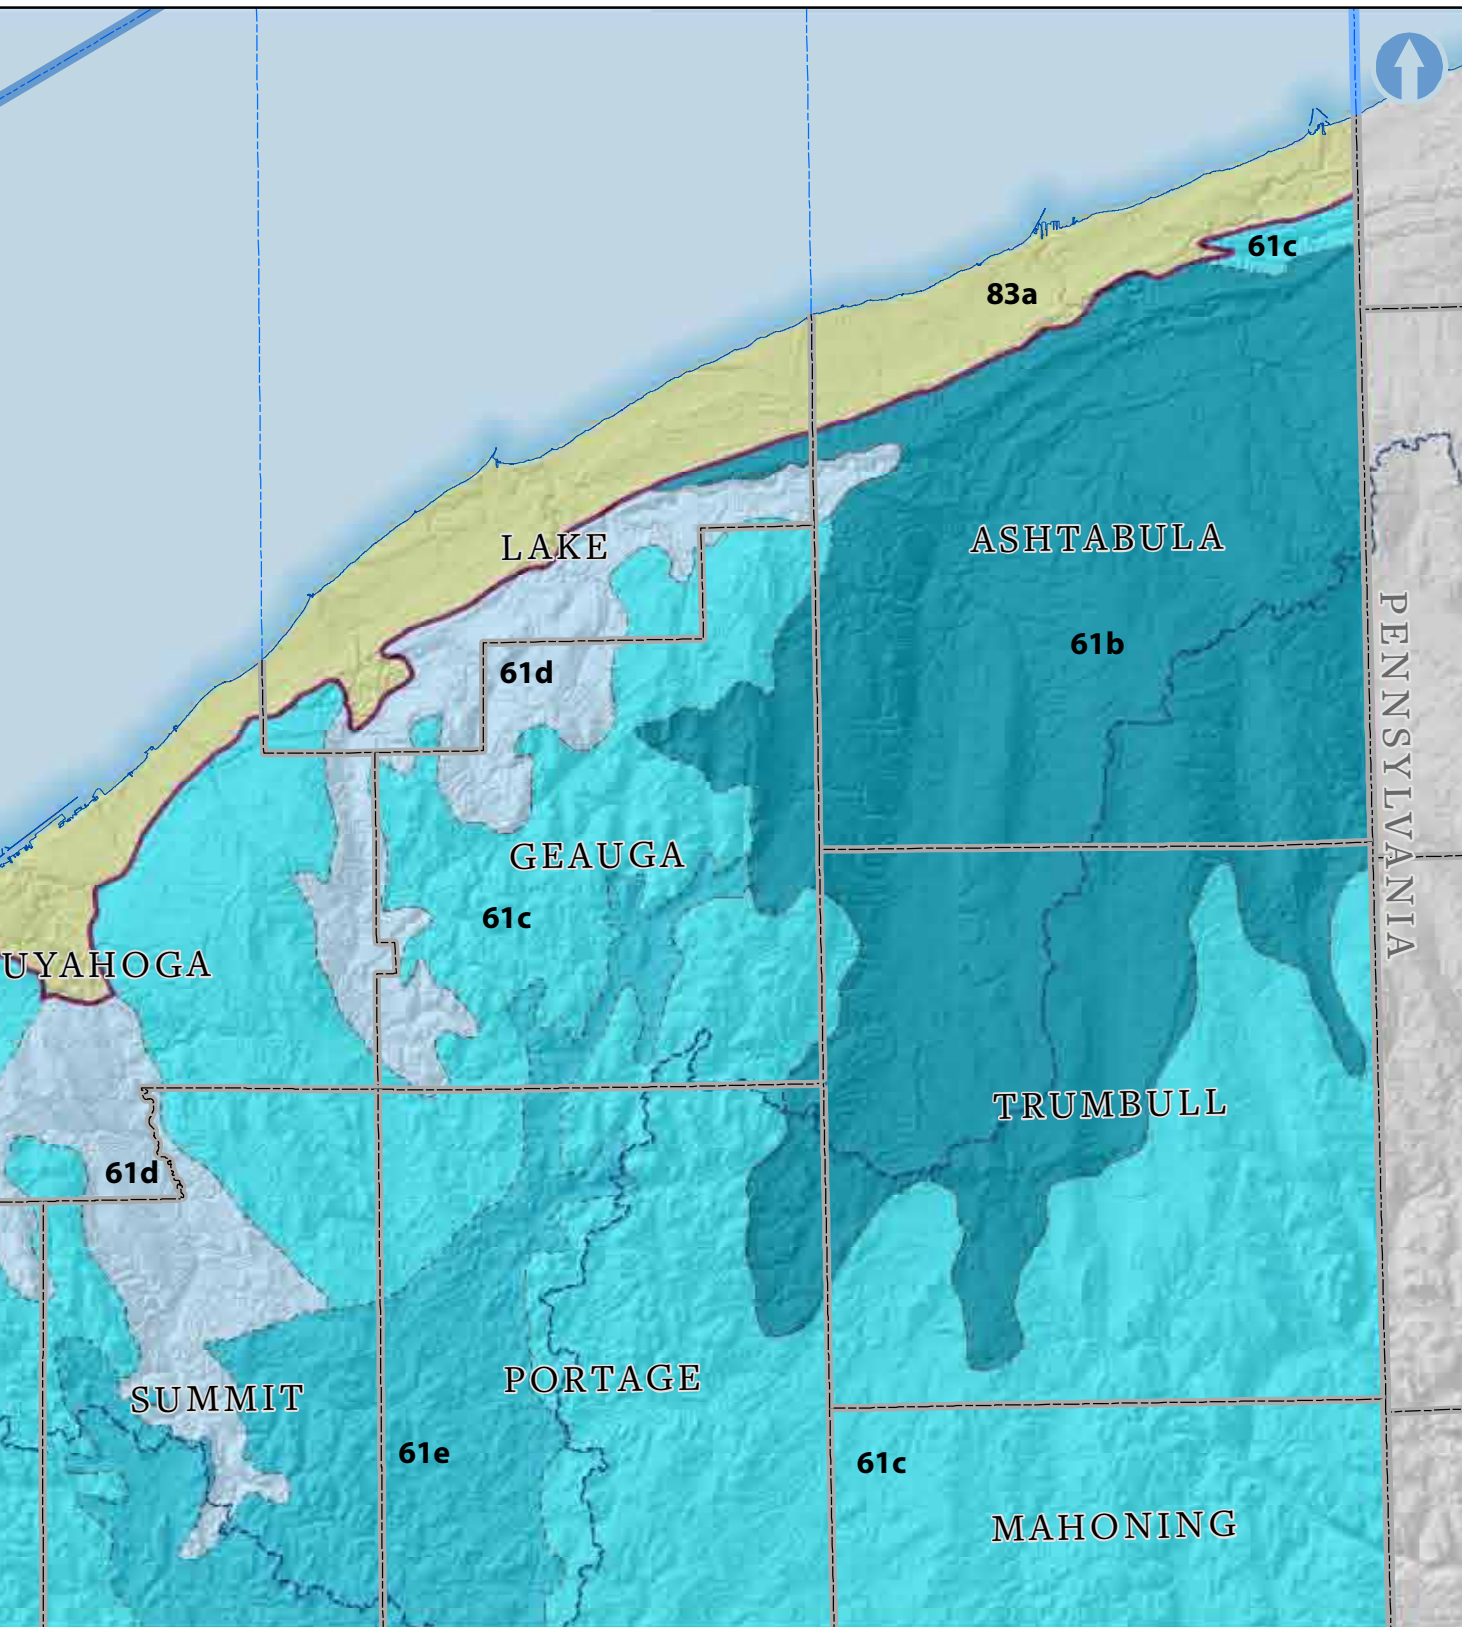 61c
83a
LAKE
ASHTABULA
61b
61d
PENNSYLVANIA
GEAUGA
61c
UYAHOGA
TRUMBULL
61d
PORTAGE
SUMMIT
61e
61c
MAHONING